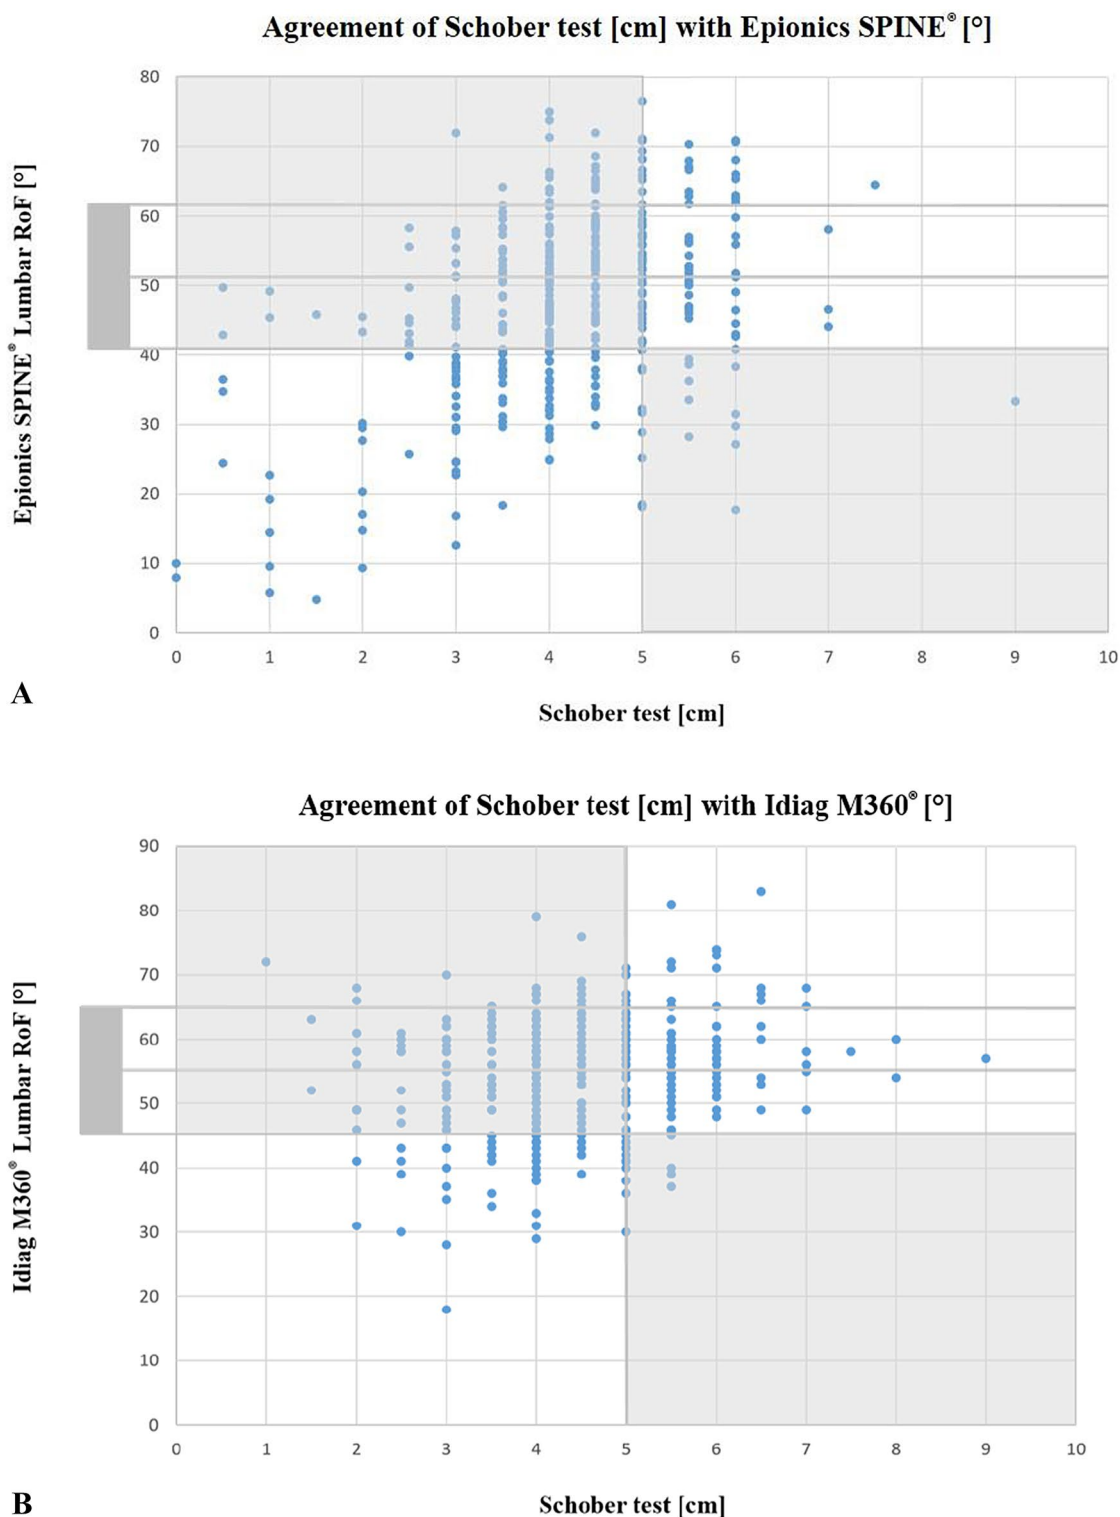 Agreement of Schober test [cm] with Epionics SPINE® [°]
Epionics SPINE® Lumbar RoF [°]
80
70
60
50
40
30
20
10
0
0 1 2 3 4 5 6 7 8 9 10
A
Schober test [cm]
Agreement of Schober test [cm] with Idiag M360® [°]
Idiag M360® Lumbar RoF [°]
90
80
70
60
50
40
30
20
10
0
0 1 2 3 4 5 6 7 8 9 10
B
Schober test [cm]